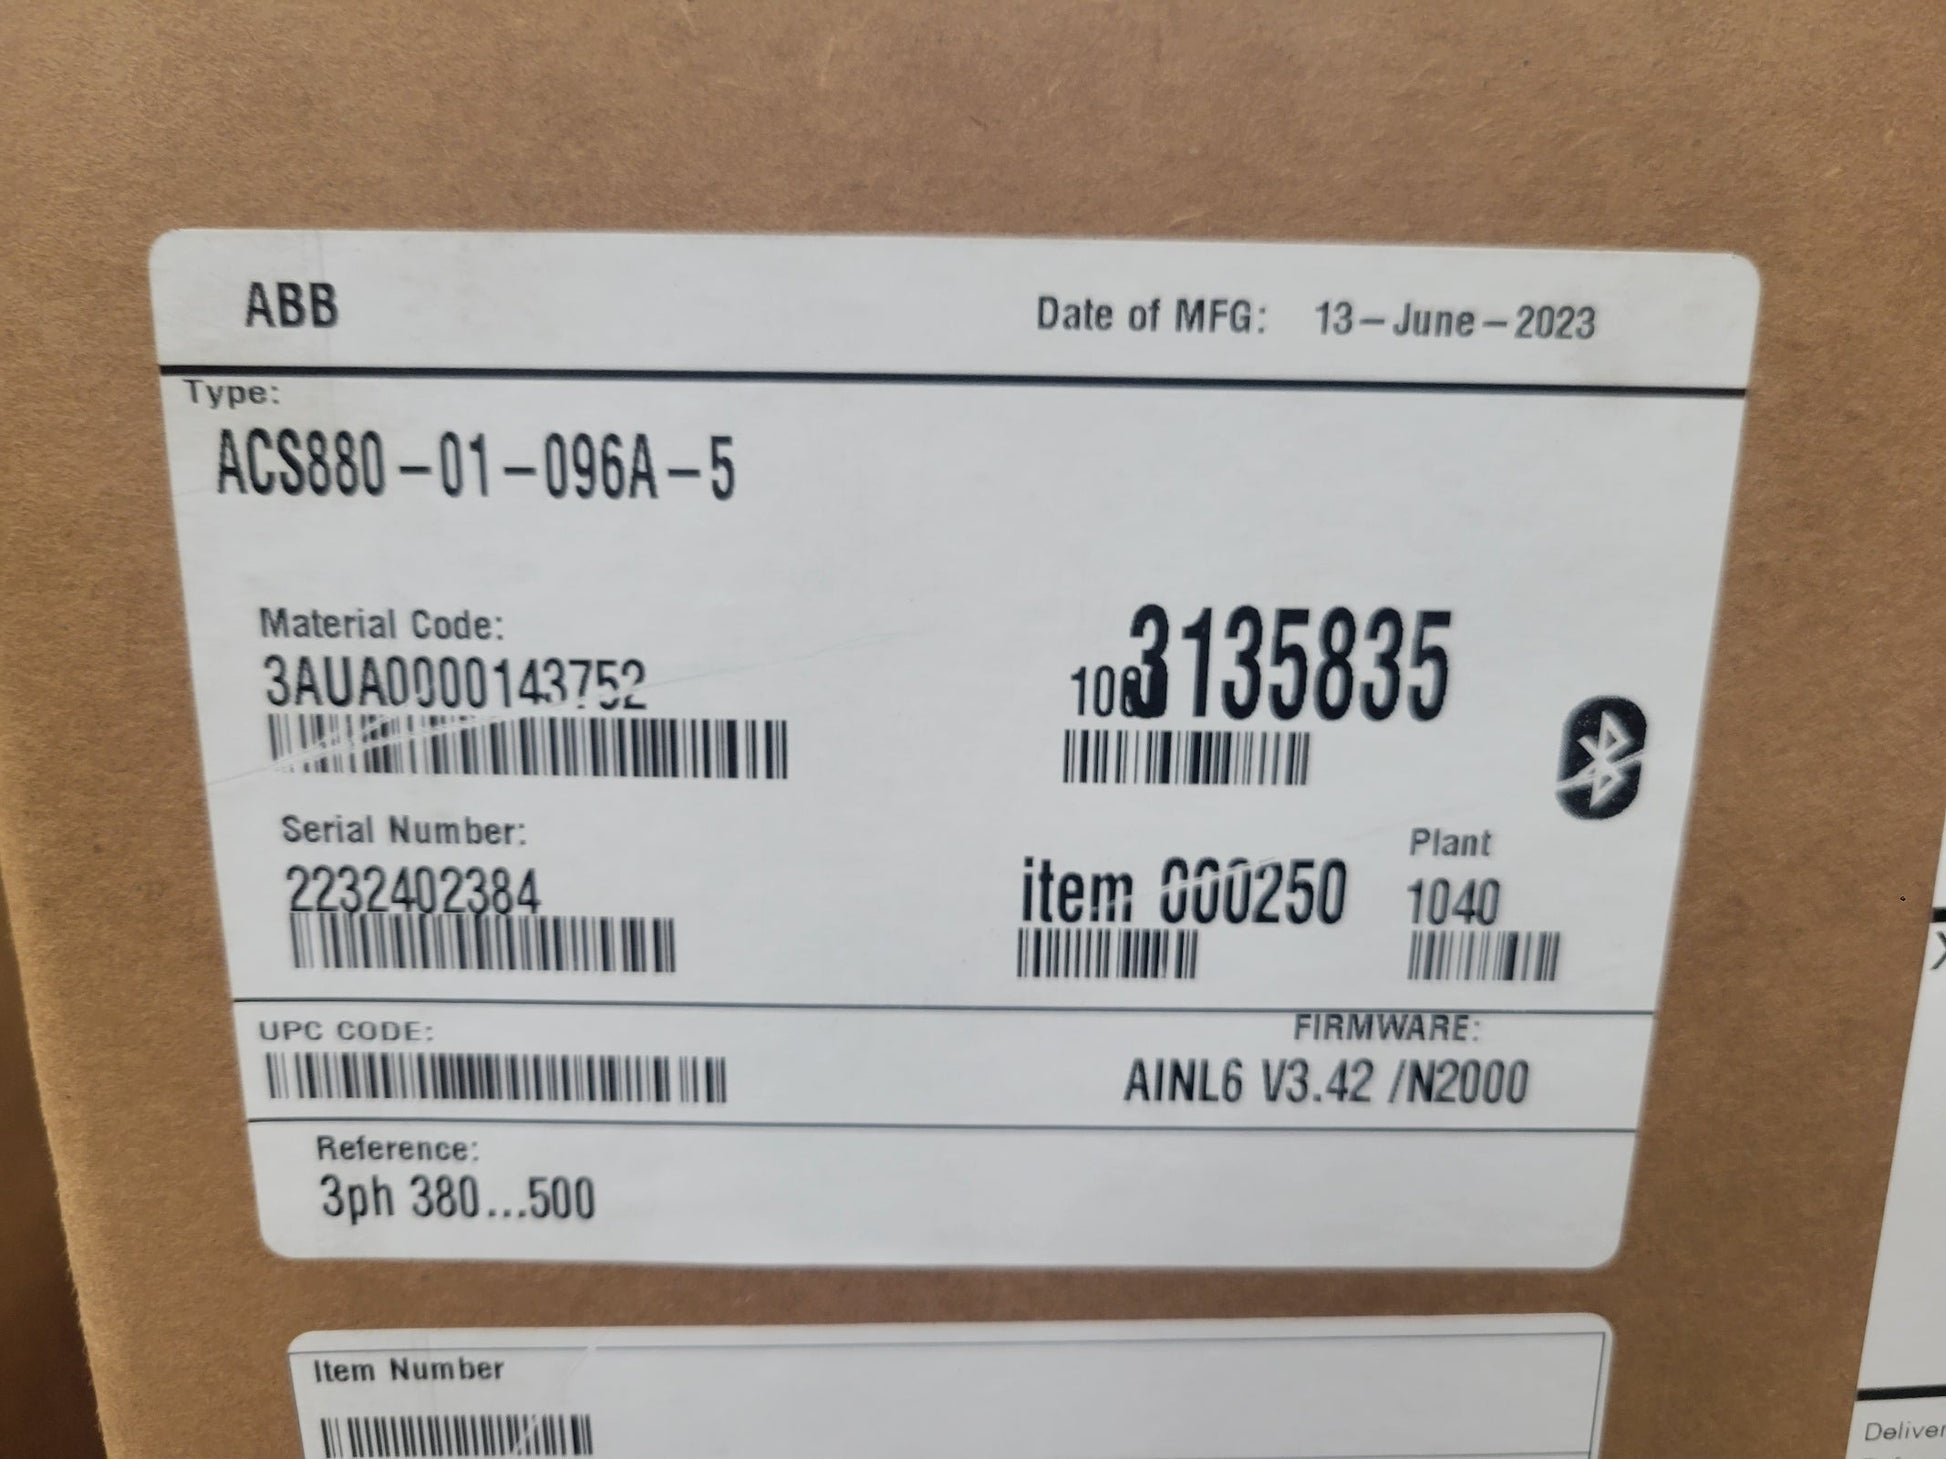 ABB
Date of MFG: 13-June-2023
Type:
ACS880-01-096A-5
Material Code:
3AUA0000143752
3135835
Serial Number:
2232402384
item 000250
Plant
1040
UPC CODE:
FIRMWARE:
AINL6 V3.42 /N2000
Reference:
3ph 380...500
Item Number